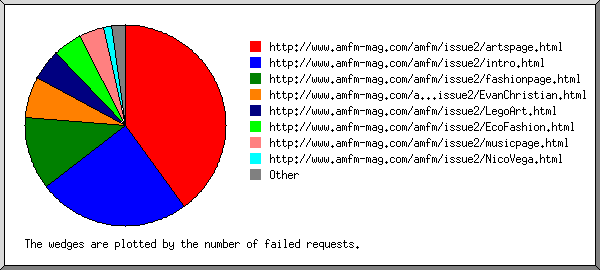 http://www.amfm-mag.com/amfm/issue2/artspage.html
http://www.amfm-mag.com/amfm/issue2/intro.html
http://www.amfm-mag.com/amfm/issue2/fashionpage.html
http://www.amfm-mag.com/a...issue2/EvanChristian.html
http://www.amfm-mag.com/amfm/issue2/LegoArt.html
http://www.amfm-mag.com/amfm/issue2/EcoFashion.html
http://www.amfm-mag.com/amfm/issue2/musicpage.html
http://www.amfm-mag.com/amfm/issue2/NicoVega.html
Other
The wedges are plotted by the number of failed requests.